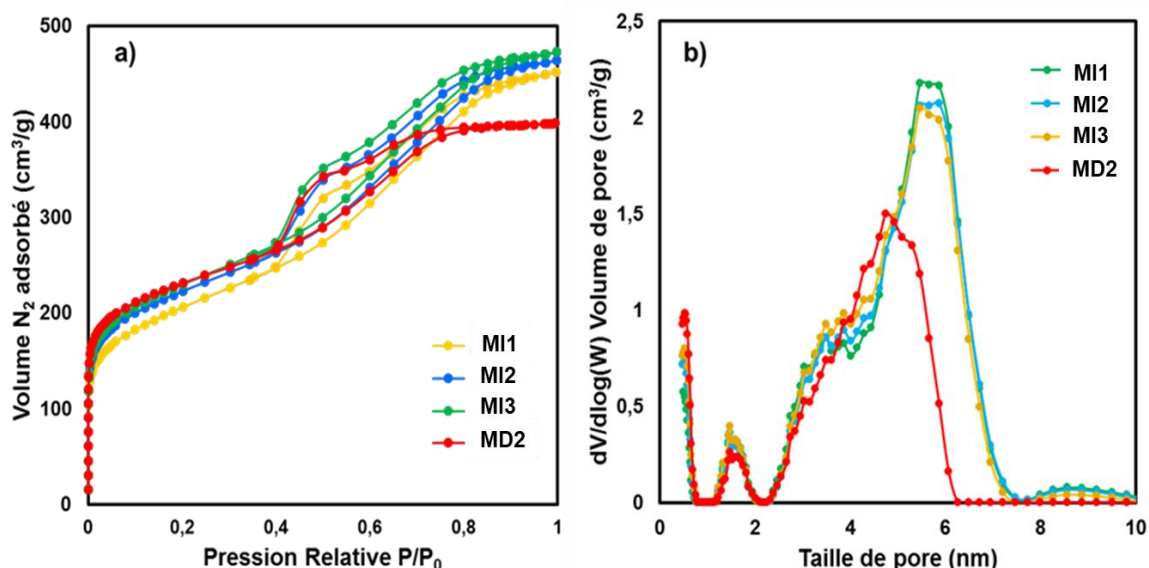 a)
Volume N₂ adsorbé (cm³/g)
500
400
300
200
100
0
MI1
MI2
MI3
MD2
0
0,2
0,4
0,6
0,8
1
Pression Relative P/P₀
b)
dV/dlog(W) Volume de pore (cm³/g)
2,5
2
1,5
1
0,5
0
MI1
MI2
MI3
MD2
0
2
4
6
8
10
Taille de pore (nm)